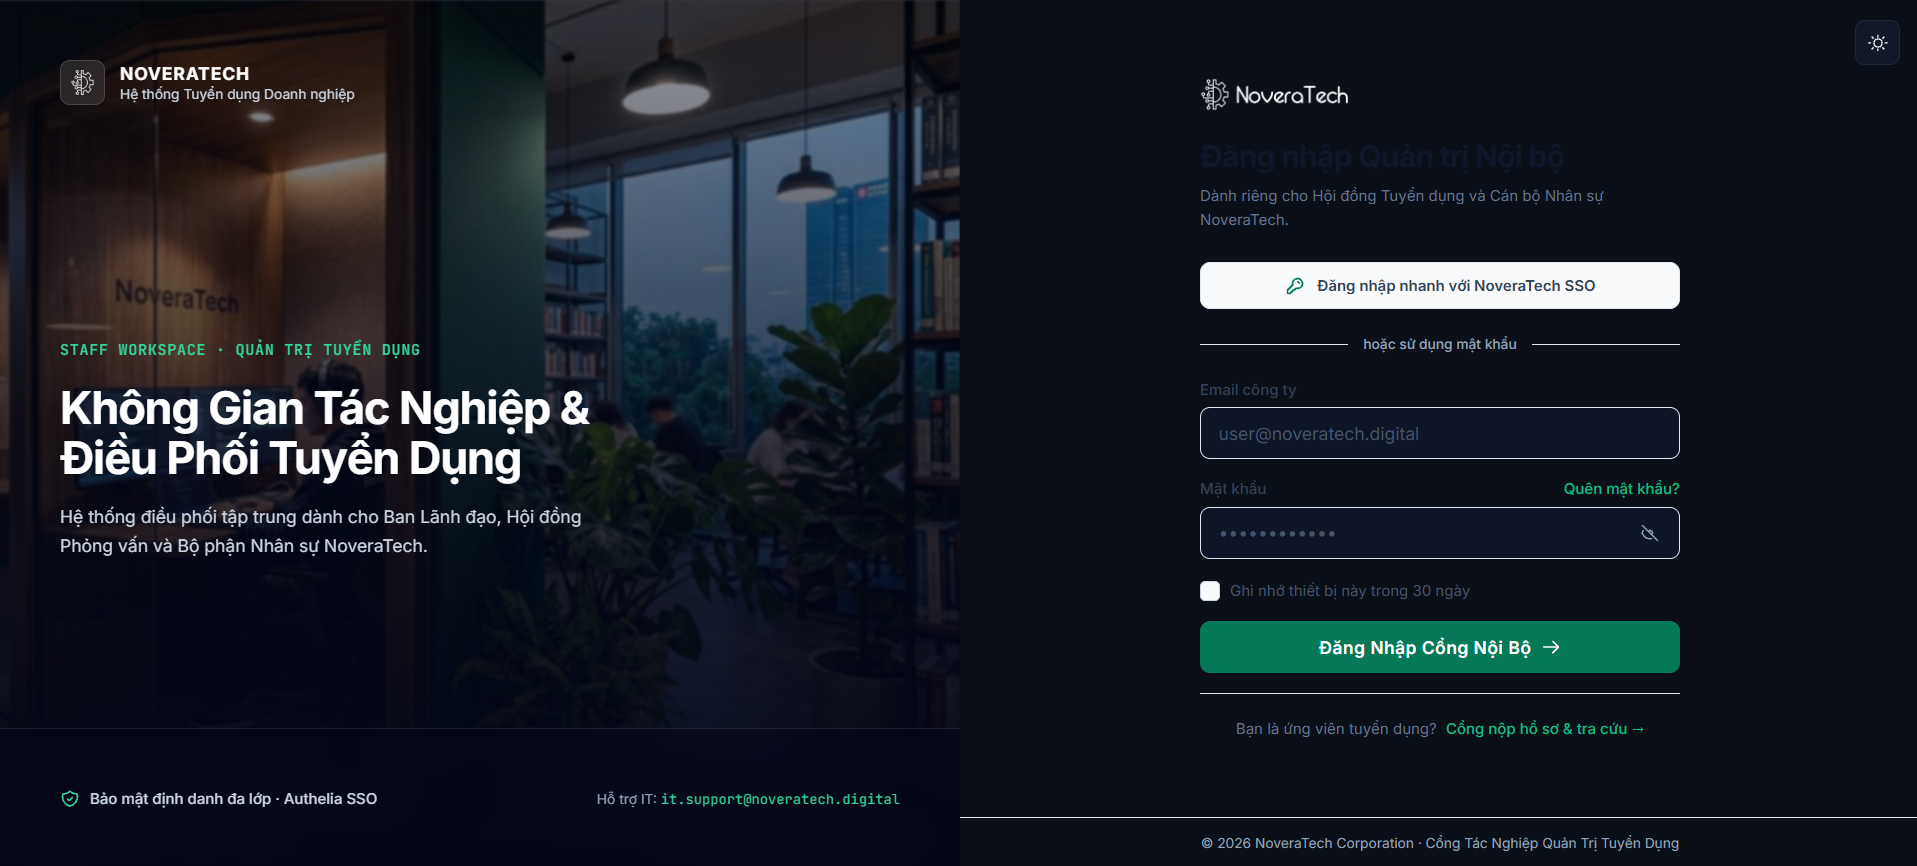 NOVERATECH
Hệ thống Tuyển dụng Doanh nghiệp
NoveraTech
STAFF WORKSPACE · QUẢN TRỊ TUYỂN DỤNG
Không Gian Tác Nghiệp &
Điều Phối Tuyển Dụng
Hệ thống điều phối tập trung dành cho Ban Lãnh đạo, Hội đồng
Phỏng vấn và Bộ phận Nhân sự NoveraTech.
Bảo mật định danh đa lớp · Authelia SSO
Hỗ trợ IT: it.support@noveratech.digital
NoveraTech
Đăng nhập Quản trị Nội bộ
Dành riêng cho Hội đồng Tuyển dụng và Cán bộ Nhân sự
NoveraTech.
Đăng nhập nhanh với NoveraTech SSO
hoặc sử dụng mật khẩu
Email công ty
user@noveratech.digital
Mật khẩu
Quên mật khẩu?
••••••••••••
Ghi nhớ thiết bị này trong 30 ngày
Đăng Nhập Cổng Nội Bộ →
Bạn là ứng viên tuyển dụng? Cổng nộp hồ sơ & tra cứu →
© 2026 NoveraTech Corporation · Cổng Tác Nghiệp Quản Trị Tuyển Dụng